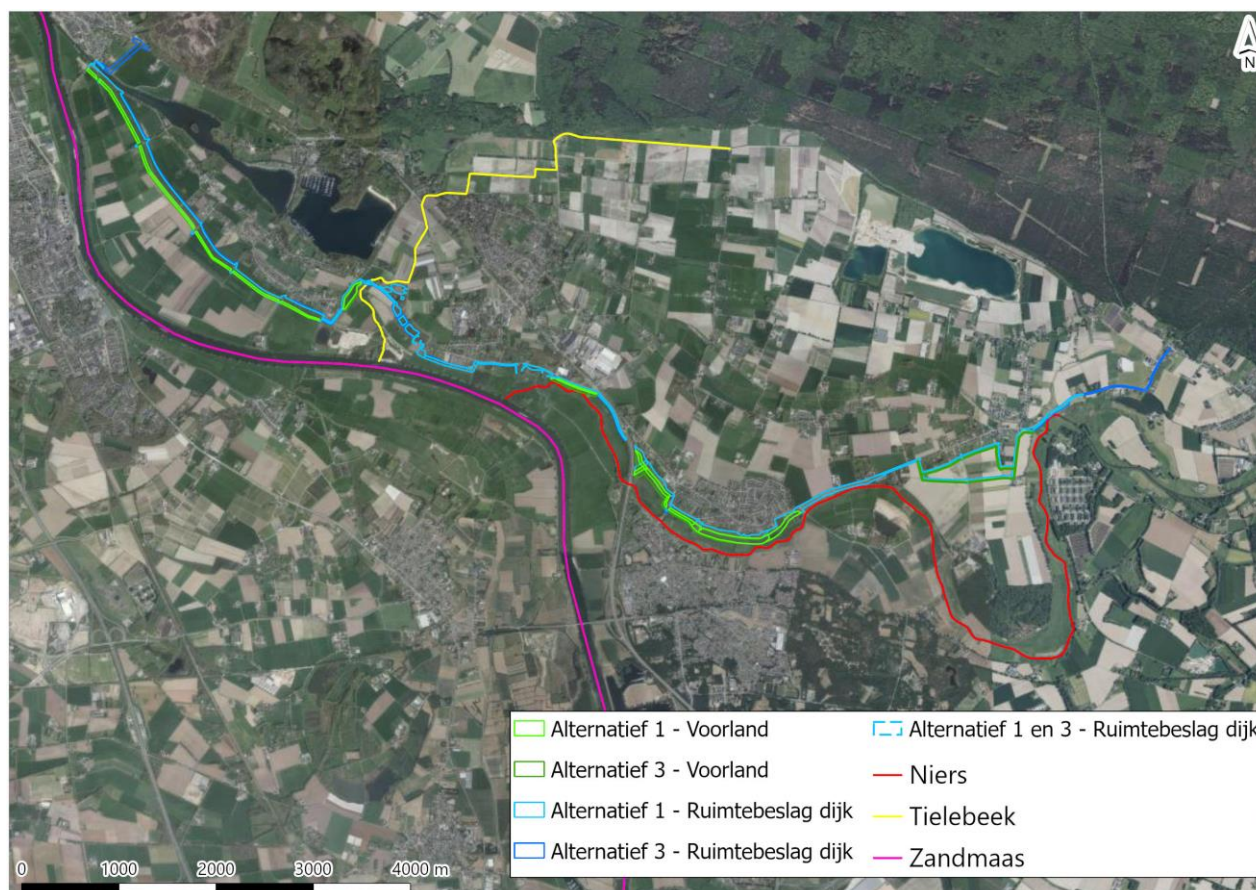 N
Alternatief 1 - Voorland
Alternatief 3 - Voorland
Alternatief 1 - Ruimtebeslag dijk
Alternatief 3 - Ruimtebeslag dijk
Alternatief 1 en 3 - Ruimtebeslag dijk
Niers
Tielebeek
Zandmaas
0 1000 2000 3000 4000 m